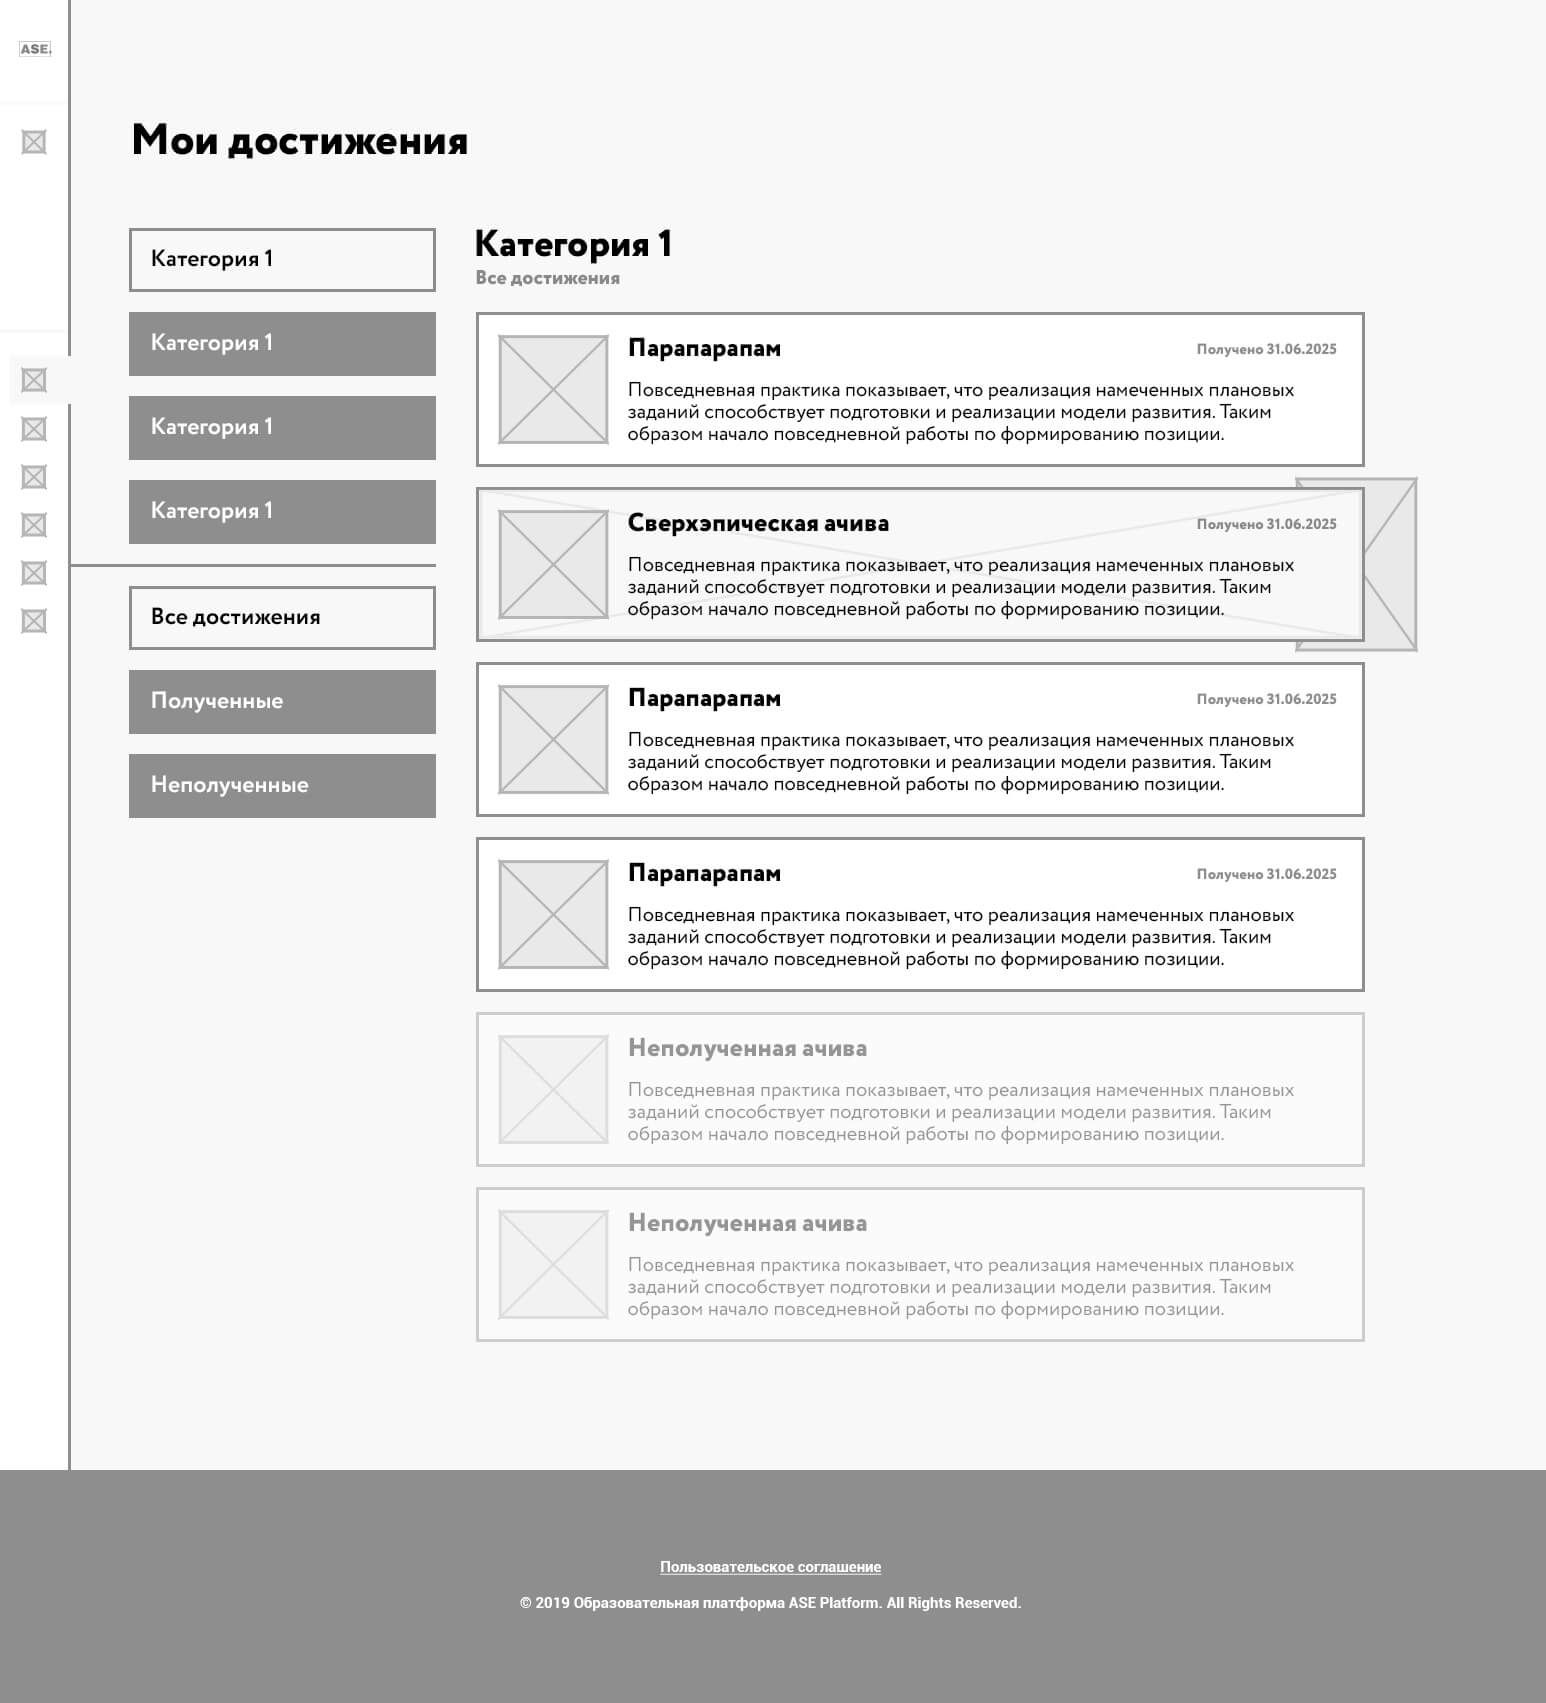 ASE.
Мои достижения
Категория 1
Категория 1
Категория 1
Категория 1
Все достижения
Полученные
Неполученные
Категория 1
Все достижения
Парапарапам
Получено 31.06.2025
Повседневная практика показывает, что реализация намеченных плановых
заданий способствует подготовки и реализации модели развития. Таким
образом начало повседневной работы по формированию позиции.
Сверхэпическая ачива
Получено 31.06.2025
Повседневная практика показывает, что реализация намеченных плановых
заданий способствует подготовки и реализации модели развития. Таким
образом начало повседневной работы по формированию позиции.
Парапарапам
Получено 31.06.2025
Повседневная практика показывает, что реализация намеченных плановых
заданий способствует подготовки и реализации модели развития. Таким
образом начало повседневной работы по формированию позиции.
Парапарапам
Получено 31.06.2025
Повседневная практика показывает, что реализация намеченных плановых
заданий способствует подготовки и реализации модели развития. Таким
образом начало повседневной работы по формированию позиции.
Неполученная ачива
Повседневная практика показывает, что реализация намеченных плановых
заданий способствует подготовки и реализации модели развития. Таким
образом начало повседневной работы по формированию позиции.
Неполученная ачива
Повседневная практика показывает, что реализация намеченных плановых
заданий способствует подготовки и реализации модели развития. Таким
образом начало повседневной работы по формированию позиции.
Пользовательское соглашение
© 2019 Образовательная платформа ASE Platform. All Rights Reserved.